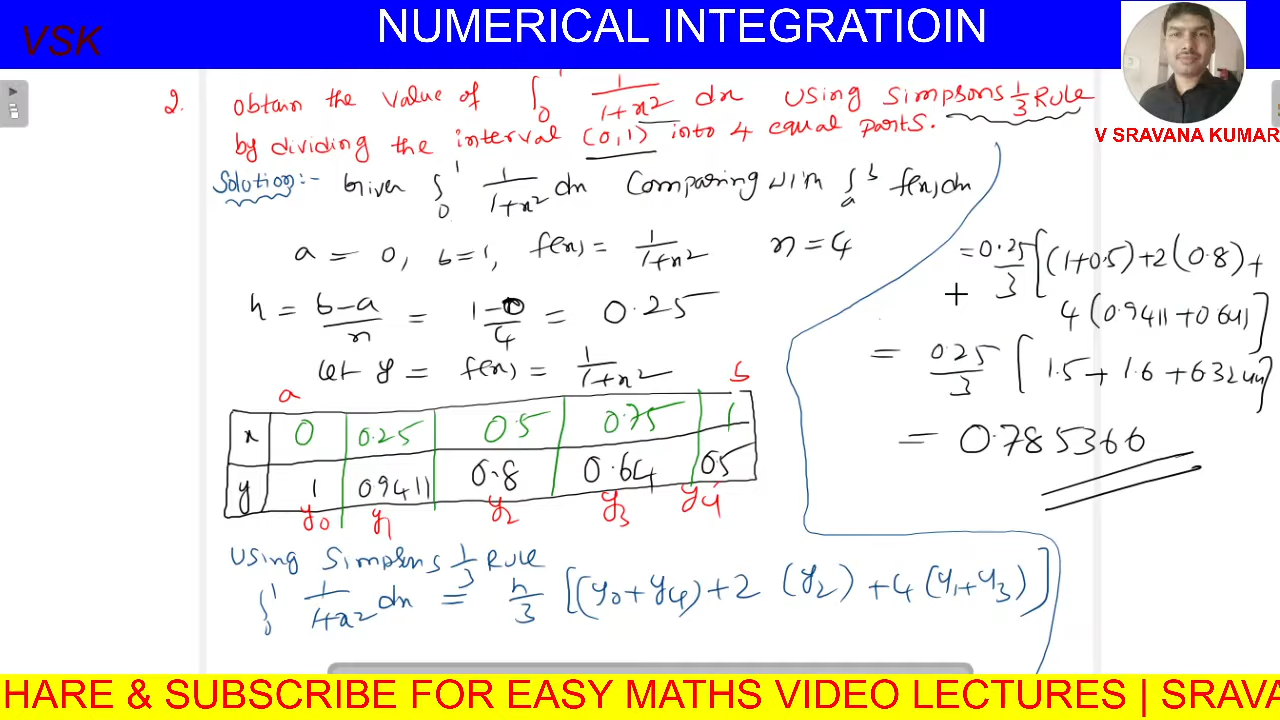 VSK
NUMERICAL INTEGRATIOIN
V SRAVANA KUMAR
2. obtain the value of ∫₀¹ 1/(1+x²) dx using simpsons 1/3 Rule
by dividing the interval (0,1) into 4 equal parts.
Solution:- Given ∫₀¹ 1/(1+x²) dx Comparing with ∫ₐᵇ f(x) dx
a = 0, b = 1, f(x) = 1/(1+x²) n = 4
h = (b-a)/n = (1-0)/4 = 0.25
Let y = f(x) = 1/(1+x²)
a b
x 0 0.25 0.5 0.75 1
y 1 0.9411 0.8 0.64 0.5
y₀ y₁ y₂ y₃ y₄
Using Simpsons 1/3 Rule
∫₀¹ 1/(1+x²) dx = h/3 [(y₀+y₄)+2 (y₂) +4 (y₁+y₃)]
= 0.25/3 [(1+0.5)+2(0.8)+
4(0.9411+0.641)]
= 0.25/3 [1.5+1.6+6.3244]
= 0.785366
HARE & SUBSCRIBE FOR EASY MATHS VIDEO LECTURES | SRAVA